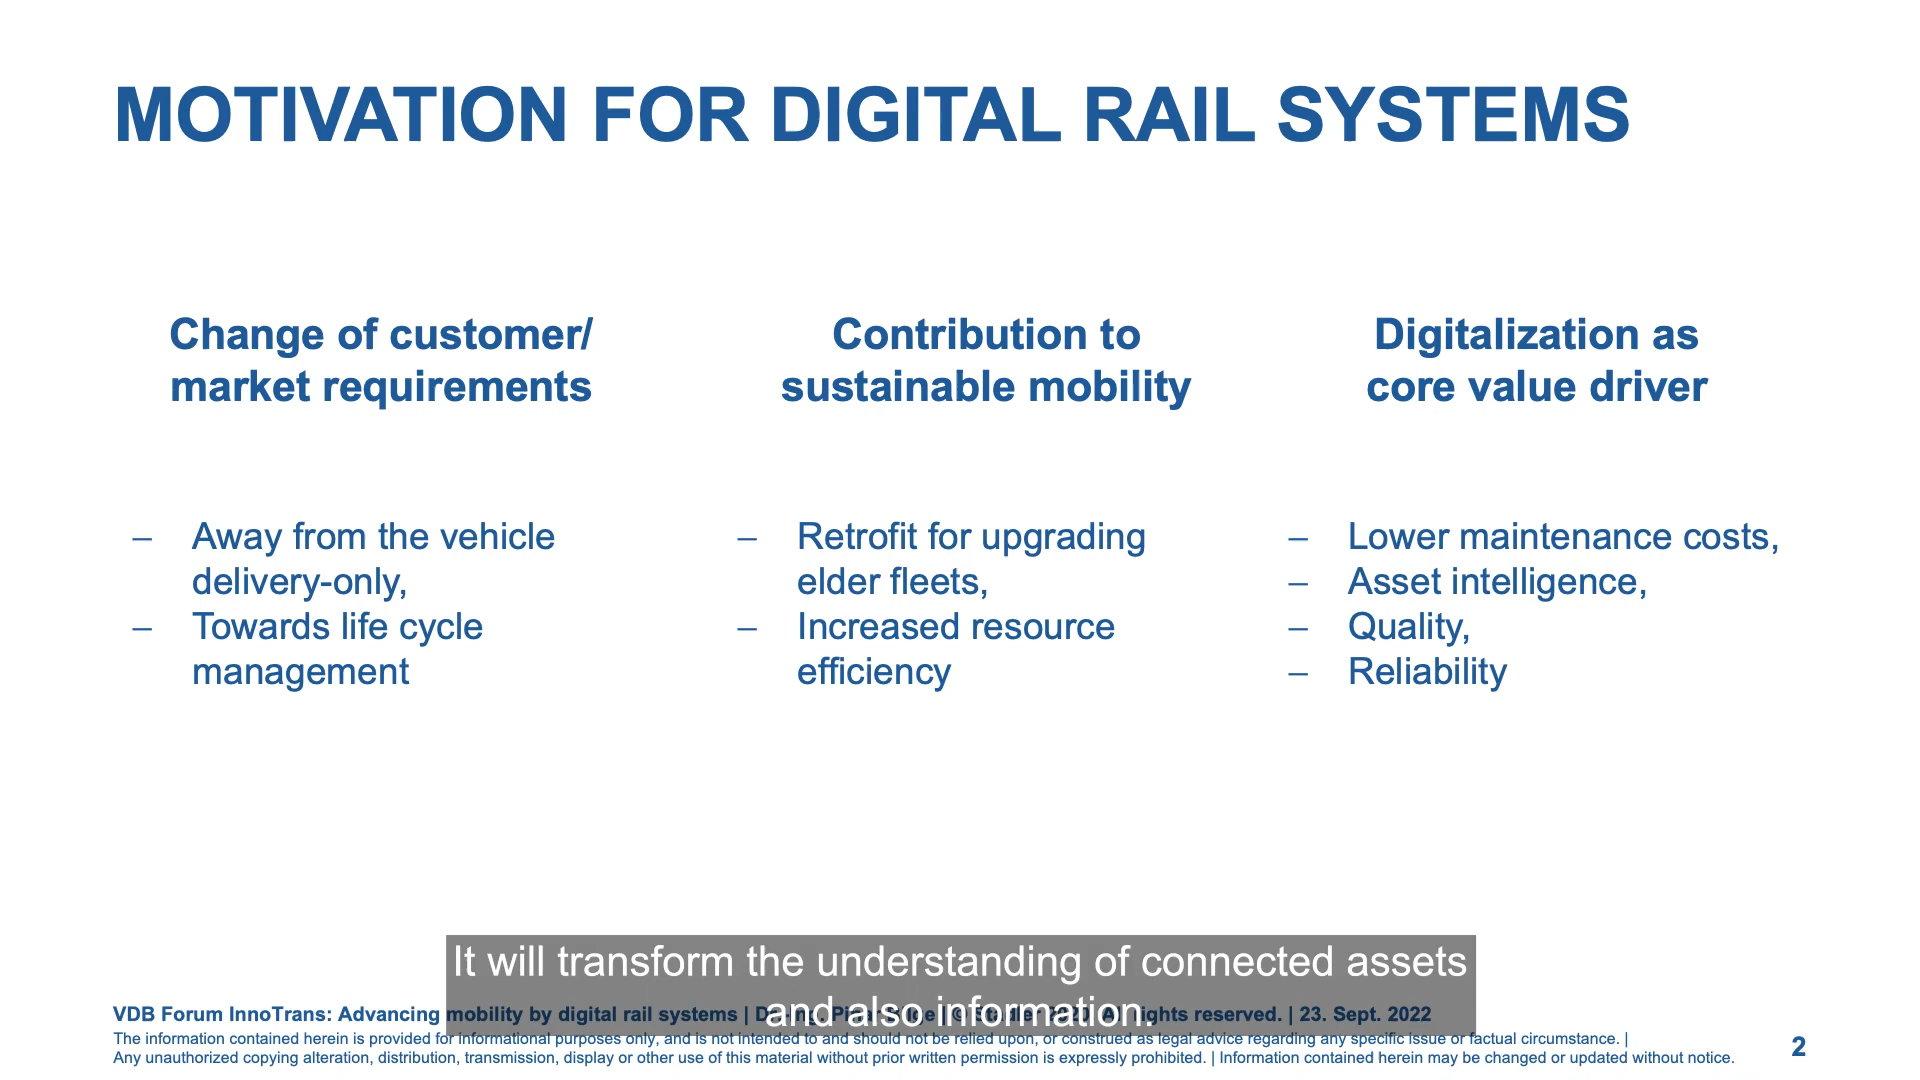 MOTIVATION FOR DIGITAL RAIL SYSTEMS
Change of customer/
market requirements
– Away from the vehicle
delivery-only,
– Towards life cycle
management
Contribution to
sustainable mobility
– Retrofit for upgrading
elder fleets,
– Increased resource
efficiency
Digitalization as
core value driver
– Lower maintenance costs,
– Asset intelligence,
– Quality,
– Reliability
It will transform the understanding of connected assets
and also information.
VDB Forum InnoTrans: Advancing mobility by digital rail systems | rights reserved. | 23. Sept. 2022
The information contained herein is provided for informational purposes only, and is not intended to and should not be relied upon, or construed as legal advice regarding any specific issue or factual circumstance. |
Any unauthorized copying alteration, distribution, transmission, display or other use of this material without prior written permission is expressly prohibited. | Information contained herein may be changed or updated without notice.
2